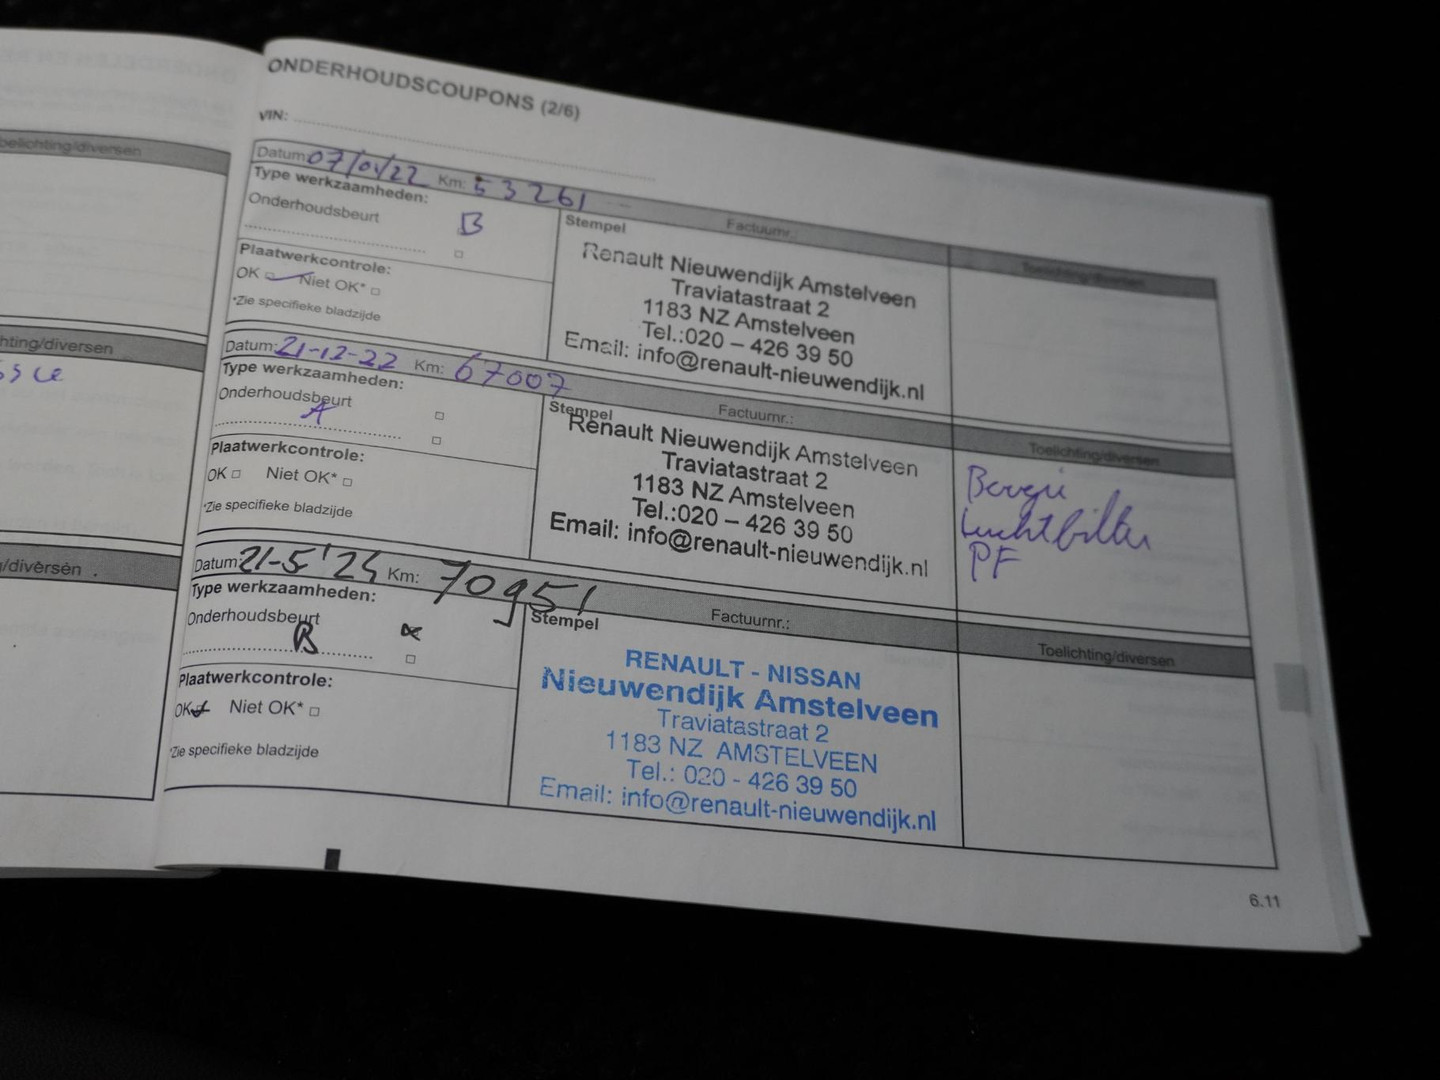 elichting/diversen
hting/diversen
/diversen
ONDERHOUDSCOUPONS (2/6)
VIN:
Datum: 07/01/22 Km: 53261 Factuurnr.: Toelichting/diversen
Type werkzaamheden:
Onderhoudsbeurt B
Plaatwerkcontrole:
OK Niet OK*
*Zie specifieke bladzijde
Stempel
Renault Nieuwendijk Amstelveen
Traviatastraat 2
1183 NZ Amstelveen
Tel.:020 – 426 39 50
Email: info@renault-nieuwendijk.nl
Datum: 21-12-22 Km: 67007 Factuurnr.: Toelichting/diversen
Type werkzaamheden:
Onderhoudsbeurt
A
Plaatwerkcontrole:
OK Niet OK*
*Zie specifieke bladzijde
Stempel
Renault Nieuwendijk Amstelveen
Traviatastraat 2
1183 NZ Amstelveen
Tel.:020 – 426 39 50
Email: info@renault-nieuwendijk.nl
PF
Datum: 21-5'24 Km: 70951 Factuurnr.: Toelichting/diversen
Type werkzaamheden:
Onderhoudsbeurt
B
Plaatwerkcontrole:
OK Niet OK*
*Zie specifieke bladzijde
Stempel
RENAULT - NISSAN
Nieuwendijk Amstelveen
Traviatastraat 2
1183 NZ AMSTELVEEN
Tel.: 020 - 426 39 50
Email: info@renault-nieuwendijk.nl
6.11